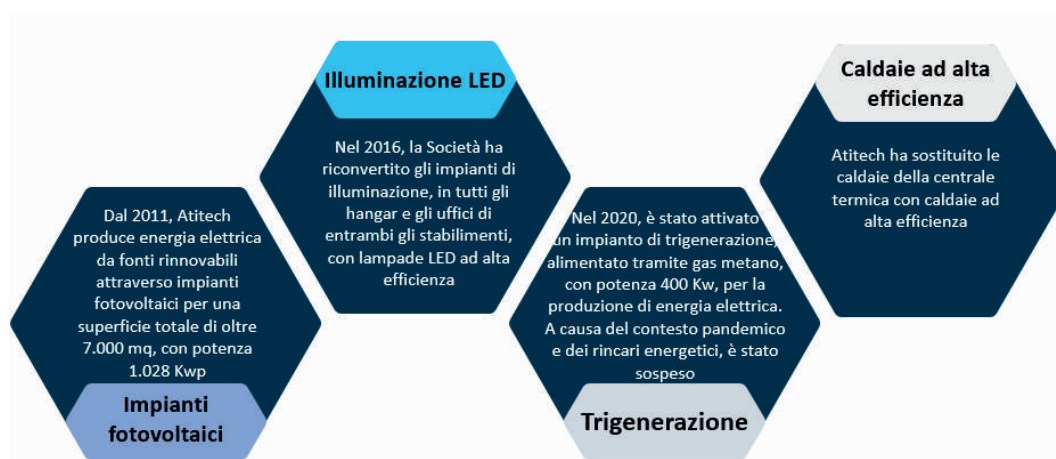 Dal 2011, Atitech
produce energia elettrica
da fonti rinnovabili
attraverso impianti
fotovoltaici per una
superficie totale di oltre
7.000 mq, con potenza
1.028 Kwp
Impianti
fotovoltaici
Illuminazione LED
Nel 2016, la Società ha
riconvertito gli impianti di
illuminazione, in tutti gli
hangar e gli uffici di
entrambi gli stabilimenti,
con lampade LED ad alta
efficienza
Nel 2020, è stato attivato
un impianto di trigenerazione,
alimentato tramite gas metano,
con potenza 400 Kw, per la
produzione di energia elettrica.
A causa del contesto pandemico
e dei rincari energetici, è stato
sospeso
Trigenerazione
Caldaie ad alta
efficienza
Atitech ha sostituito le
caldaie della centrale
termica con caldaie ad
alta efficienza